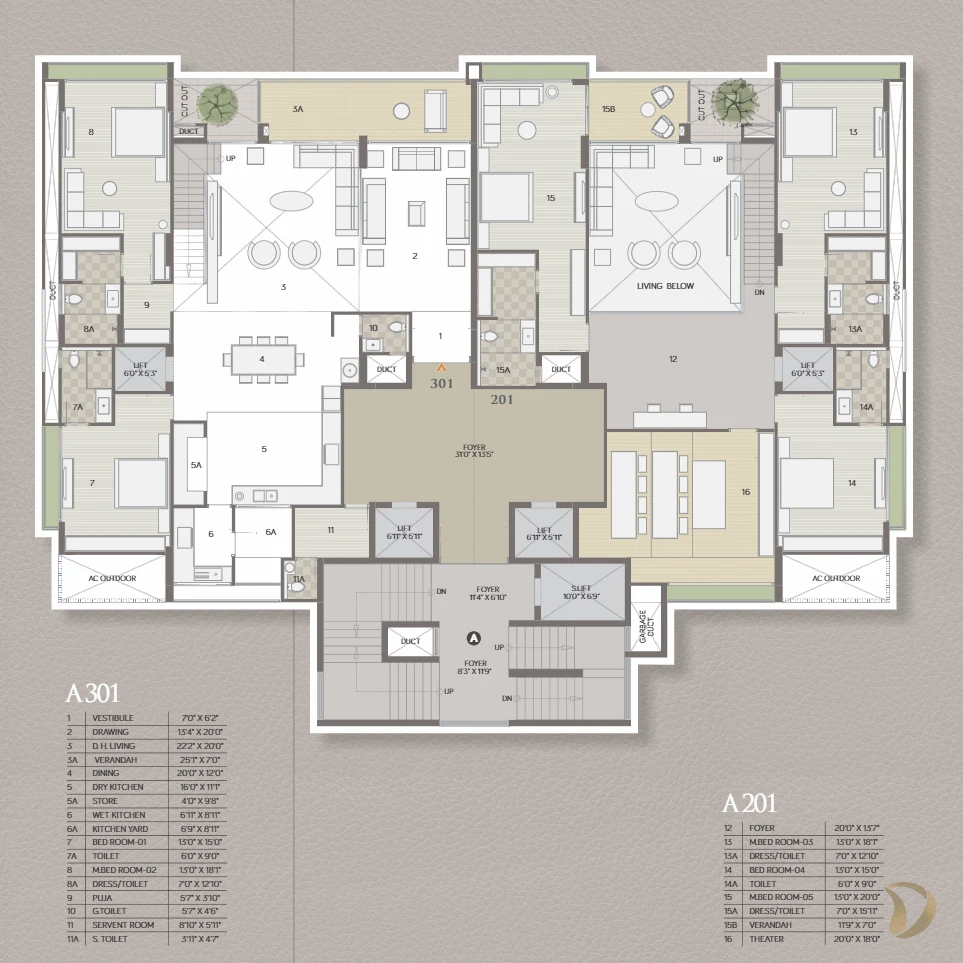 CUT OUT
3A
15B
CUT OUT
8
DUCT
13
UP
UP
15
2
3
LIVING BELOW
DUCT
DN
DUCT
9
8A
10
1
13A
LIFT
6'0" X 5'3"
4
DUCT
301
15A
DUCT
12
LIFT
6'0" X 5'3"
7A
201
14A
5
FOYER
31'0" X 13'5"
5A
7
16
14
6
6A
11
LIFT
6'11" X 5'11"
LIFT
6'11" X 5'11"
AC OUTDOOR
11A
DN
FOYER
11'4" X 6'10"
S.LIFT
10'0" X 6'9"
AC OUTDOOR
GARBAGE
DUCT
DUCT
A
UP
FOYER
8'3" X 11'9"
UP
DN
A 301
1 VESTIBULE 7'0" X 6'2"
2 DRAWING 13'4" X 20'0"
3 D. H. LIVING 22'2" X 20'0"
3A VERANDAH 25'1" X 7'0"
4 DINING 20'0" X 12'0"
5 DRY KITCHEN 16'0" X 11'1"
5A STORE 4'0" X 9'8"
6 WET KITCHEN 6'11" X 8'11"
6A KITCHEN YARD 6'9" X 8'11"
7 BED ROOM-01 13'0" X 15'0"
7A TOILET 6'0" X 9'0"
8 M.BED ROOM-02 13'0" X 18'1"
8A DRESS/TOILET 7'0" X 12'10"
9 PUJA 5'7" X 3'10"
10 G.TOILET 5'7" X 4'6"
11 SERVENT ROOM 8'10" X 5'11"
11A S. TOILET 3'11" X 4'7"
A 201
12 FOYER 20'0" X 13'7"
13 M.BED ROOM-03 13'0" X 18'1"
13A DRESS/TOILET 7'0" X 12'10"
14 BED ROOM-04 13'0" X 15'0"
14A TOILET 6'0" X 9'0"
15 M.BED ROOM-05 13'0" X 20'0"
15A DRESS/TOILET 7'0" X 15'11"
15B VERANDAH 11'9" X 7'0"
16 THEATER 20'0" X 18'0"